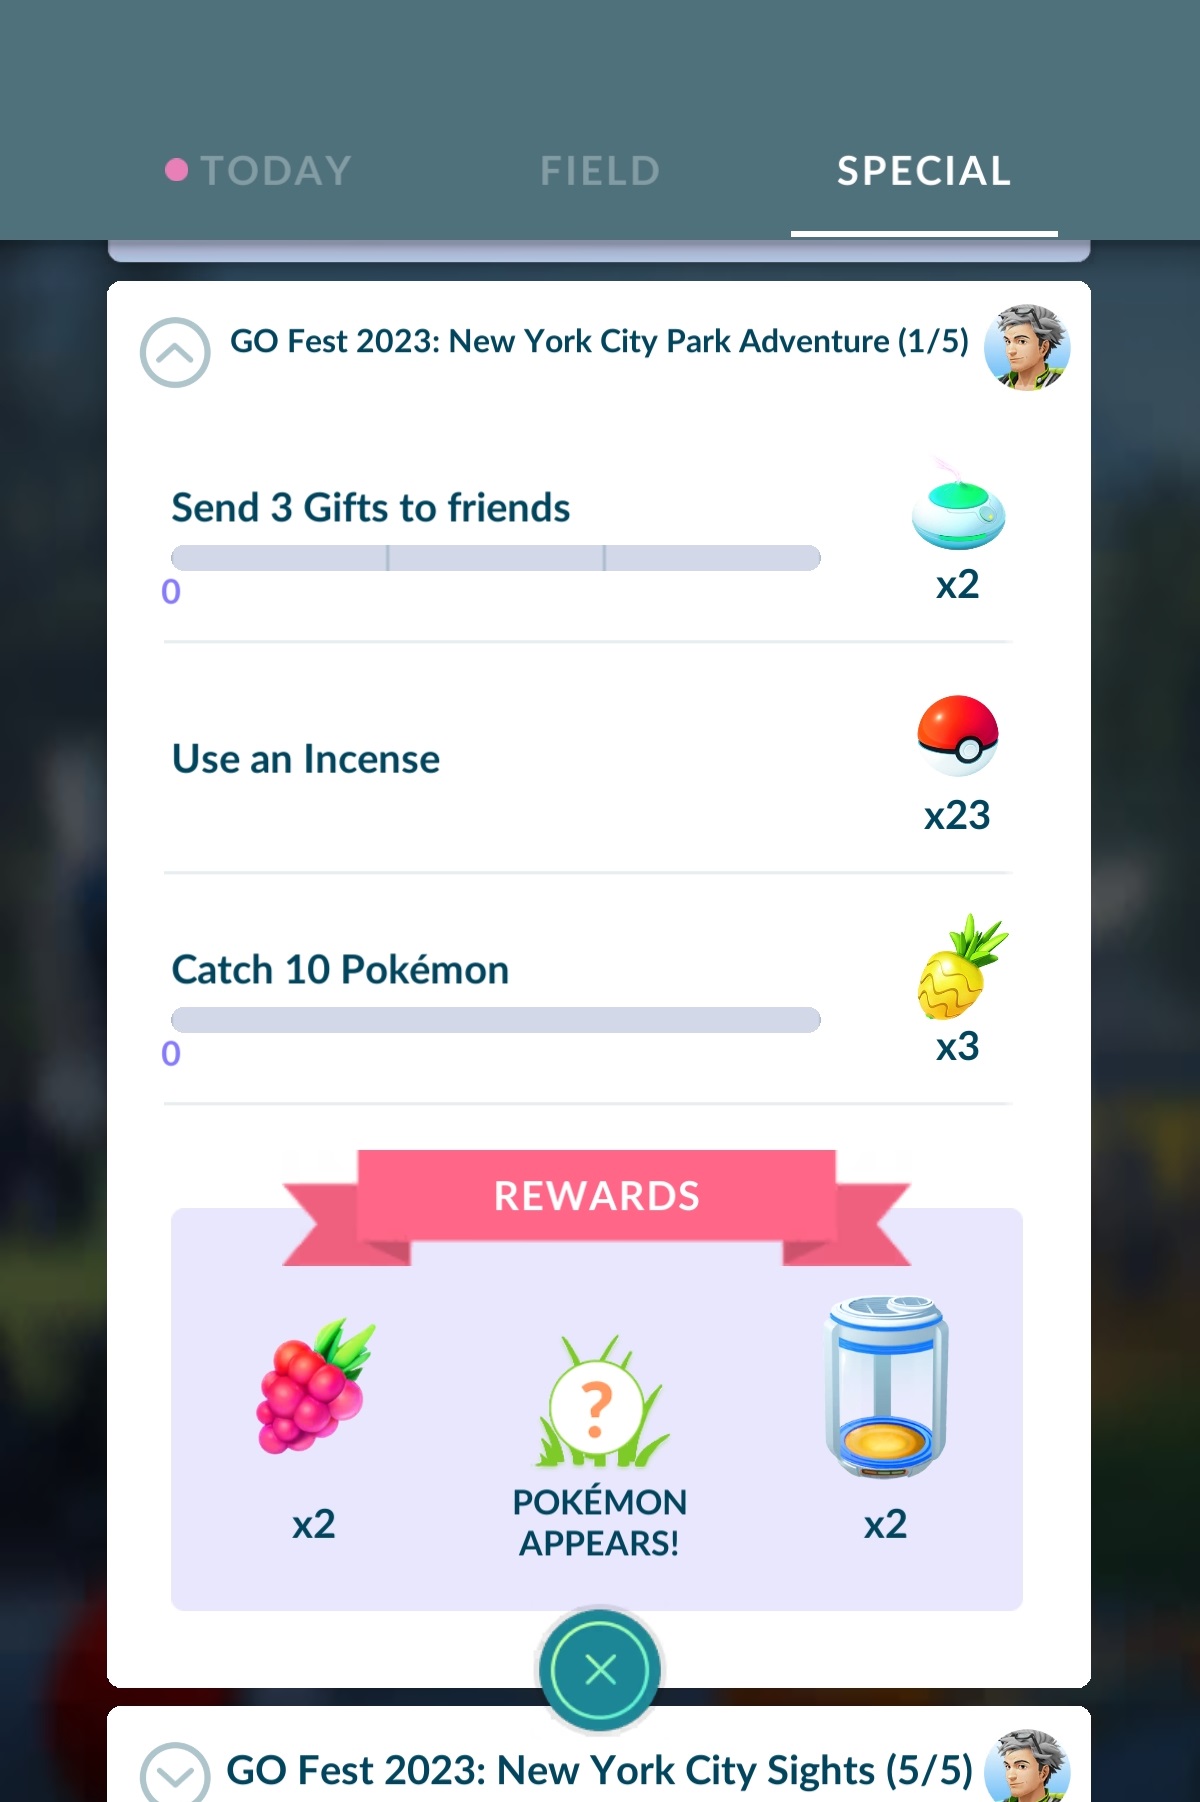 TODAY
FIELD
SPECIAL
GO Fest 2023: New York City Park Adventure (1/5)
Send 3 Gifts to friends
0
x2
Use an Incense
x23
Catch 10 Pokémon
0
x3
REWARDS
x2
?
POKÉMON
APPEARS!
x2
GO Fest 2023: New York City Sights (5/5)